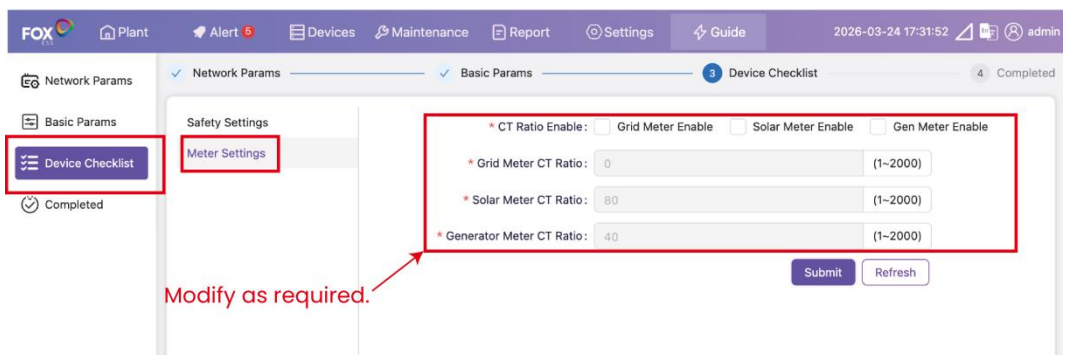 FOX ESS Plant Alert 5 Devices Maintenance Report Settings Guide 2026-03-24 17:31:52 admin
Network Params
Basic Params
Device Checklist
Completed
Network Params Basic Params 3 Device Checklist 4 Completed
Safety Settings
Meter Settings
* CT Ratio Enable: Grid Meter Enable Solar Meter Enable Gen Meter Enable
* Grid Meter CT Ratio: 0 (1~2000)
* Solar Meter CT Ratio: 80 (1~2000)
* Generator Meter CT Ratio: 40 (1~2000)
Submit Refresh
Modify as required.